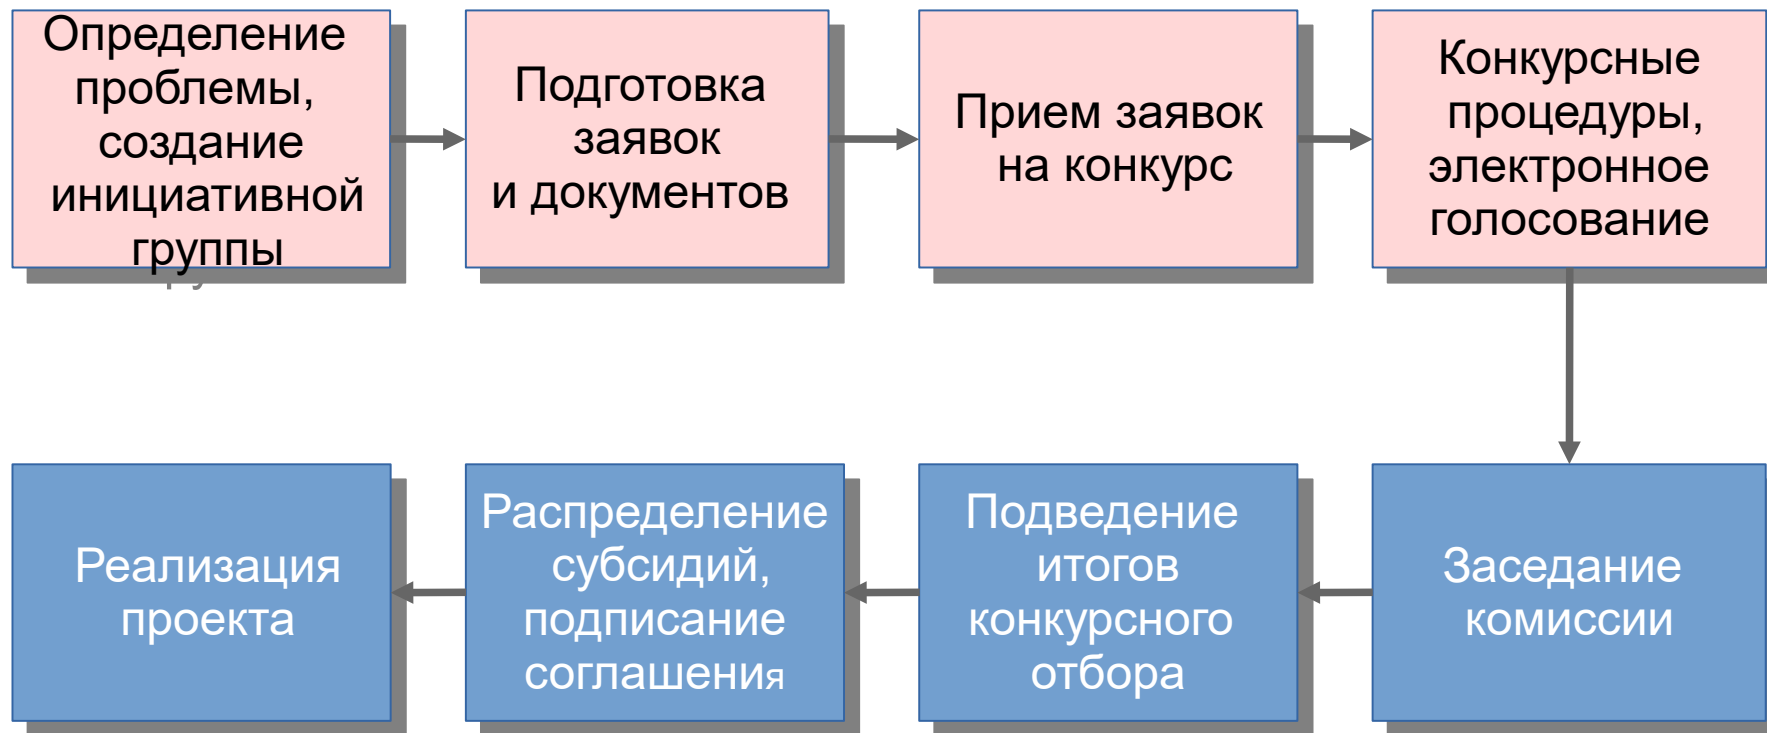 Определение
проблемы,
создание
инициативной
группы
Подготовка
заявок
и документов
Прием заявок
на конкурс
Конкурсные
процедуры,
электронное
голосование
Заседание
комиссии
Подведение
итогов
конкурсного
отбора
Распределение
субсидий,
подписание
соглашения
Реализация
проекта